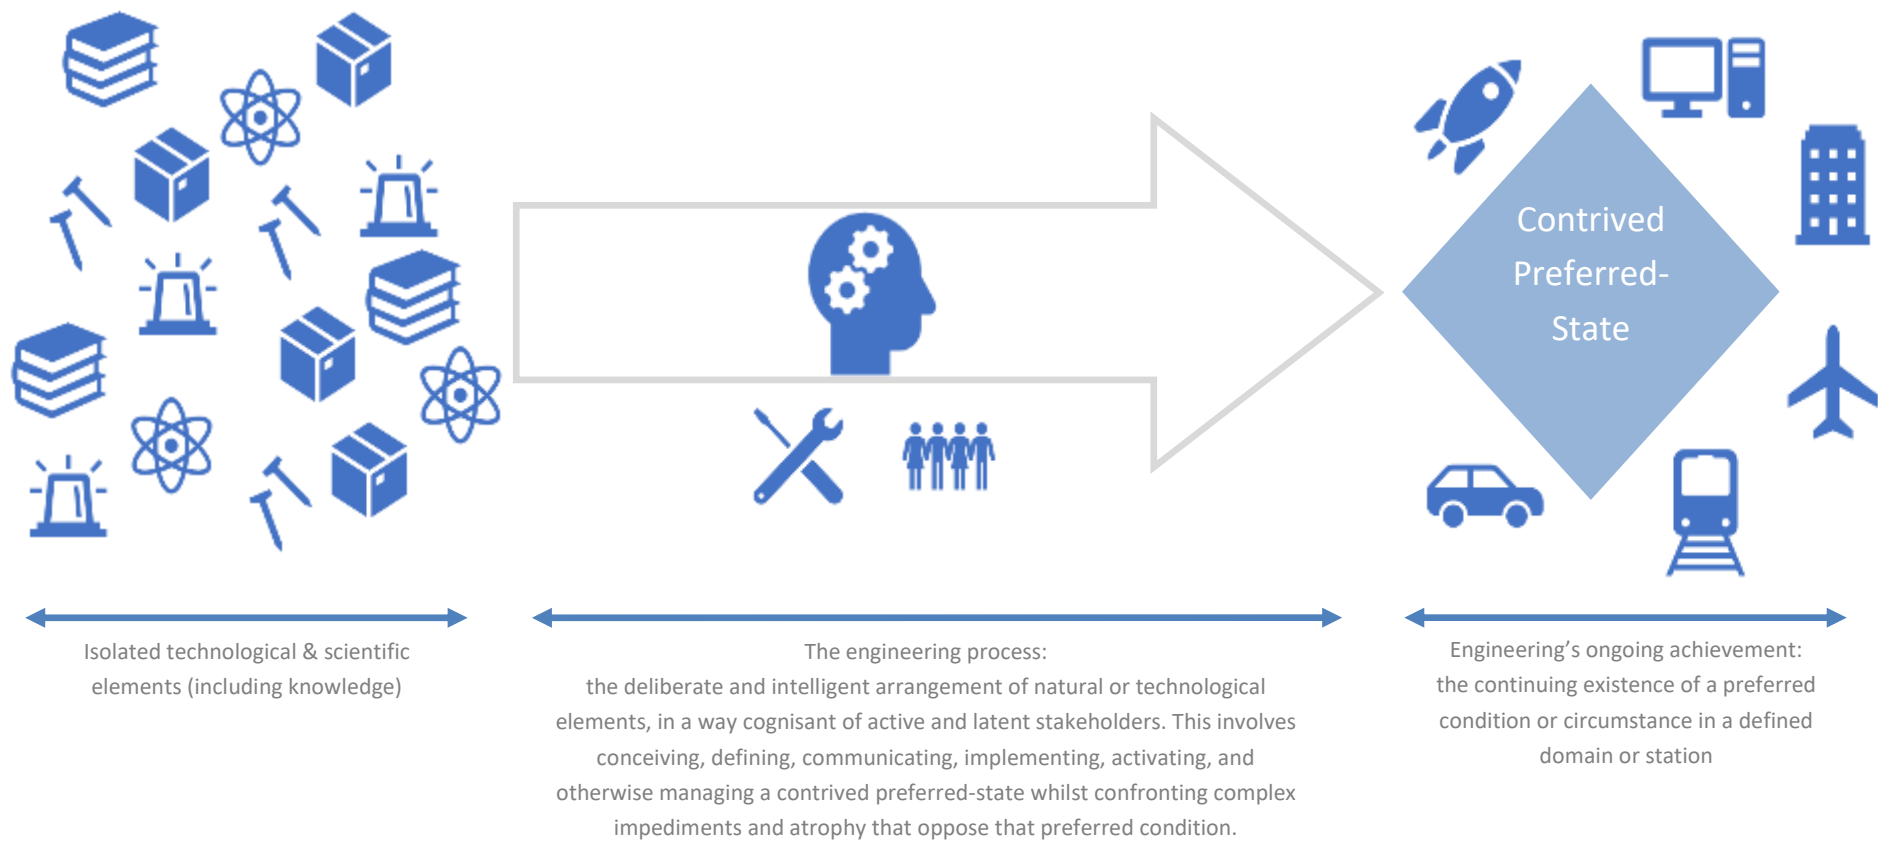 Contrived
Preferred-
State
Isolated technological & scientific
elements (including knowledge)
The engineering process:
the deliberate and intelligent arrangement of natural or technological
elements, in a way cognisant of active and latent stakeholders. This involves
conceiving, defining, communicating, implementing, activating, and
otherwise managing a contrived preferred-state whilst confronting complex
impediments and atrophy that oppose that preferred condition.
Engineering’s ongoing achievement:
the continuing existence of a preferred
condition or circumstance in a defined
domain or station